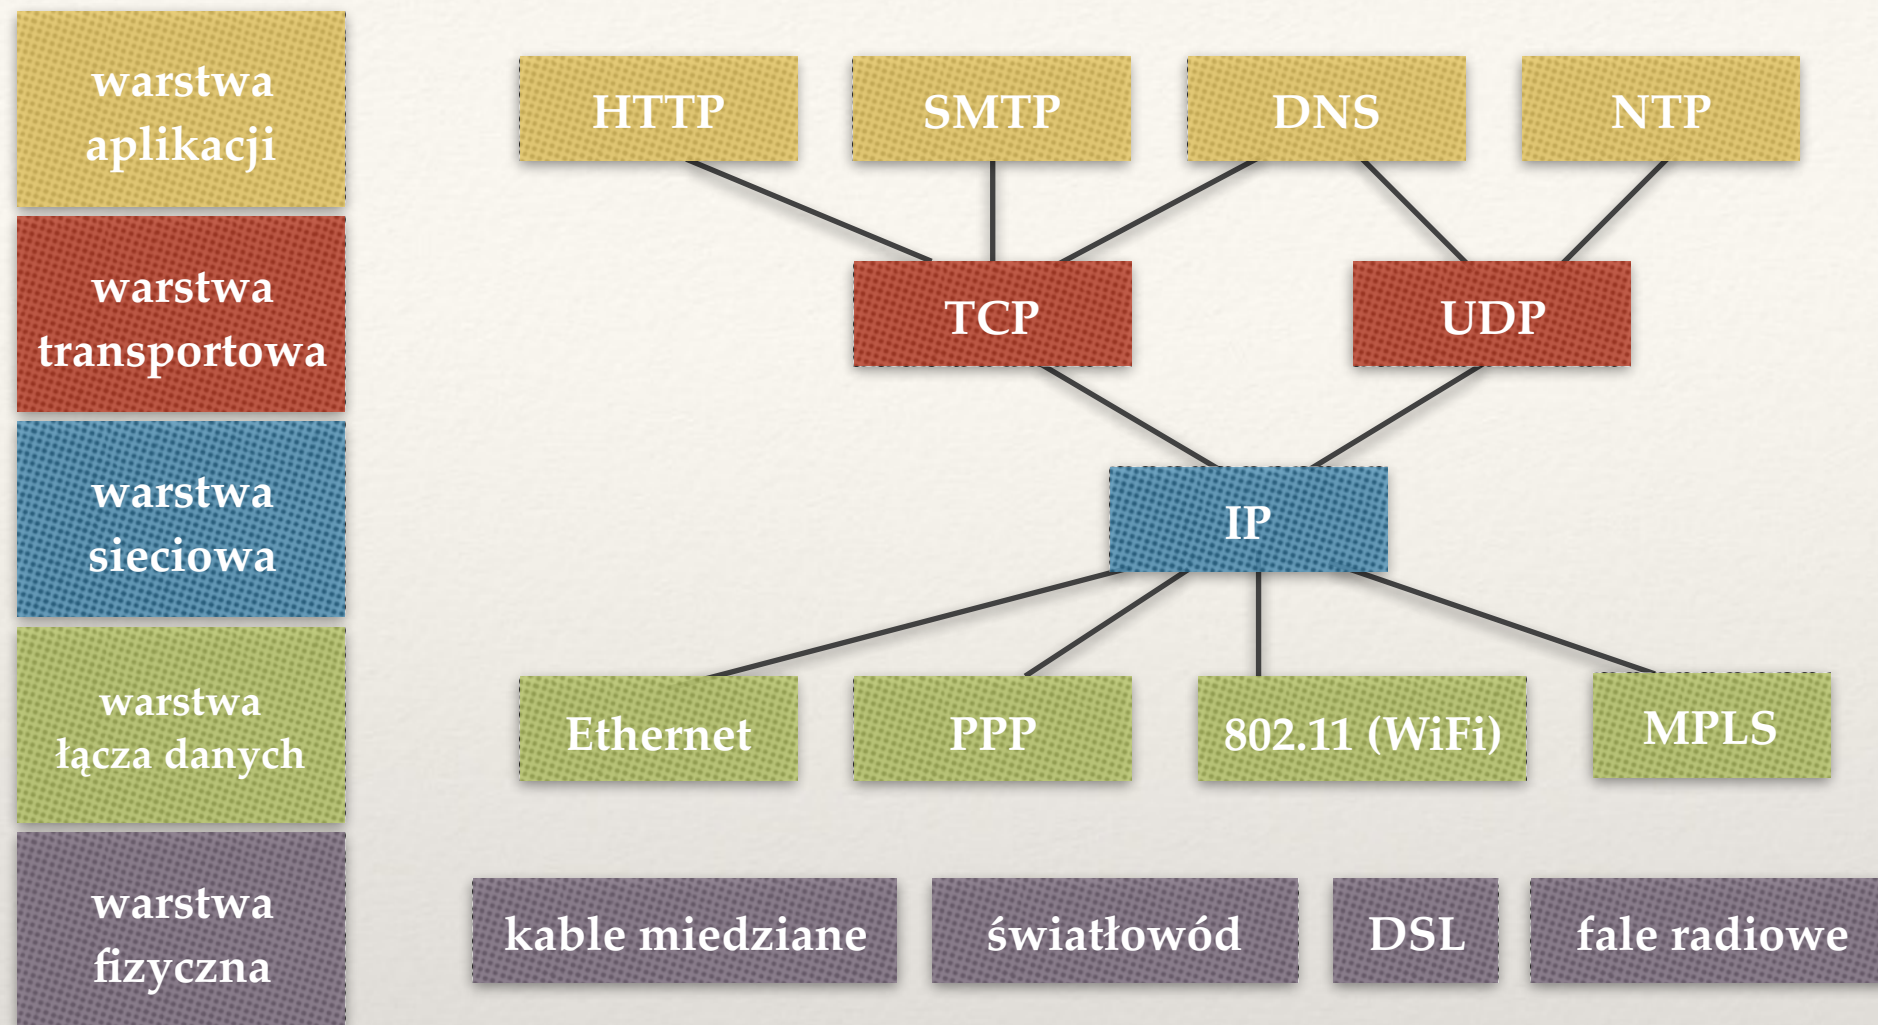 warstwa
aplikacji
HTTP
SMTP
DNS
NTP
warstwa
transportowa
TCP
UDP
warstwa
sieciowa
IP
warstwa
łącza danych
Ethernet
PPP
802.11 (WiFi)
MPLS
warstwa
fizyczna
kable miedziane
światłowód
DSL
fale radiowe